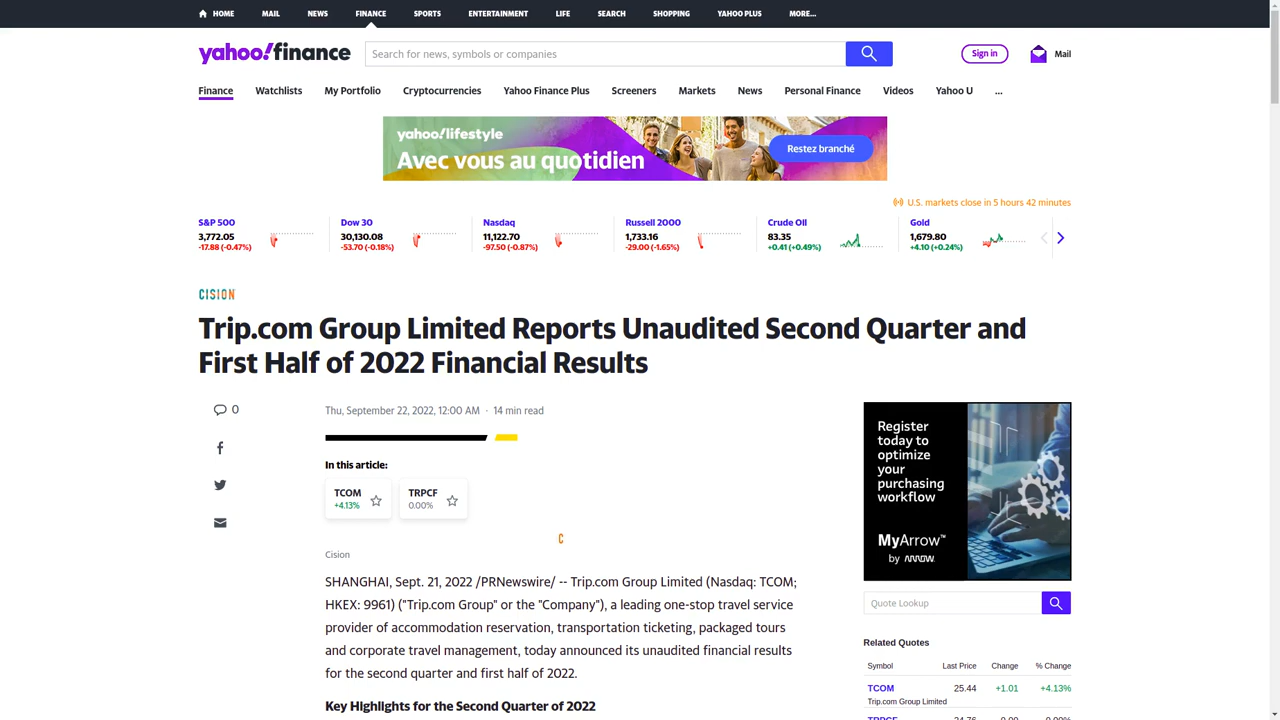 HOME MAIL NEWS FINANCE SPORTS ENTERTAINMENT LIFE SEARCH SHOPPING YAHOO PLUS MORE...
yahoo!finance
Search for news, symbols or companies
Sign in
Mail
Finance Watchlists My Portfolio Cryptocurrencies Yahoo Finance Plus Screeners Markets News Personal Finance Videos Yahoo U ...
yahoo!lifestyle
Avec vous au quotidien
Restez branché
U.S. markets close in 5 hours 42 minutes
S&P 500
3,772.05
-17.88 (-0.47%)
Dow 30
30,130.08
-53.70 (-0.18%)
Nasdaq
11,122.70
-97.50 (-0.87%)
Russell 2000
1,733.16
-29.00 (-1.65%)
Crude Oil
83.35
+0.41 (+0.49%)
Gold
1,679.80
+4.10 (+0.24%)
CISION
Trip.com Group Limited Reports Unaudited Second Quarter and
First Half of 2022 Financial Results
0
Thu, September 22, 2022, 12:00 AM · 14 min read
In this article:
TCOM
+4.13%
TRPCF
0.00%
C
Cision
SHANGHAI, Sept. 21, 2022 /PRNewswire/ -- Trip.com Group Limited (Nasdaq: TCOM;
HKEX: 9961) ("Trip.com Group" or the "Company"), a leading one-stop travel service
provider of accommodation reservation, transportation ticketing, packaged tours
and corporate travel management, today announced its unaudited financial results
for the second quarter and first half of 2022.
Key Highlights for the Second Quarter of 2022
Register
today to
optimize
your
purchasing
workflow
MyArrow™
by ARROW
Quote Lookup
Related Quotes
Symbol Last Price Change % Change
TCOM 25.44 +1.01 +4.13%
Trip.com Group Limited